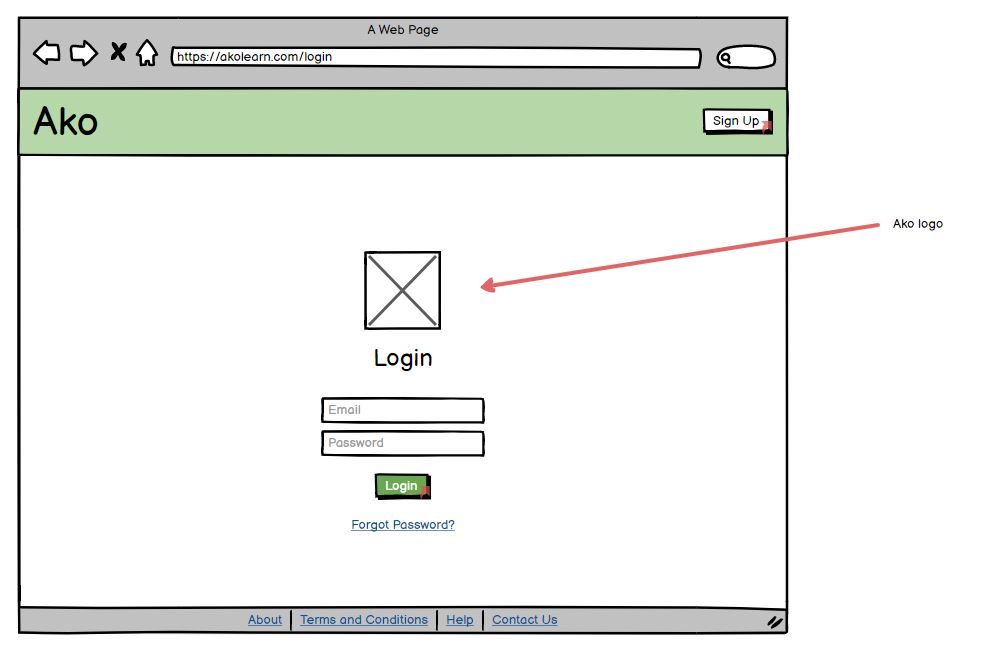 A Web Page
https://akolearn.com/login
Ako
Sign Up
Ako logo
Login
Email
Password
Login
Forgot Password?
About
Terms and Conditions
Help
Contact Us